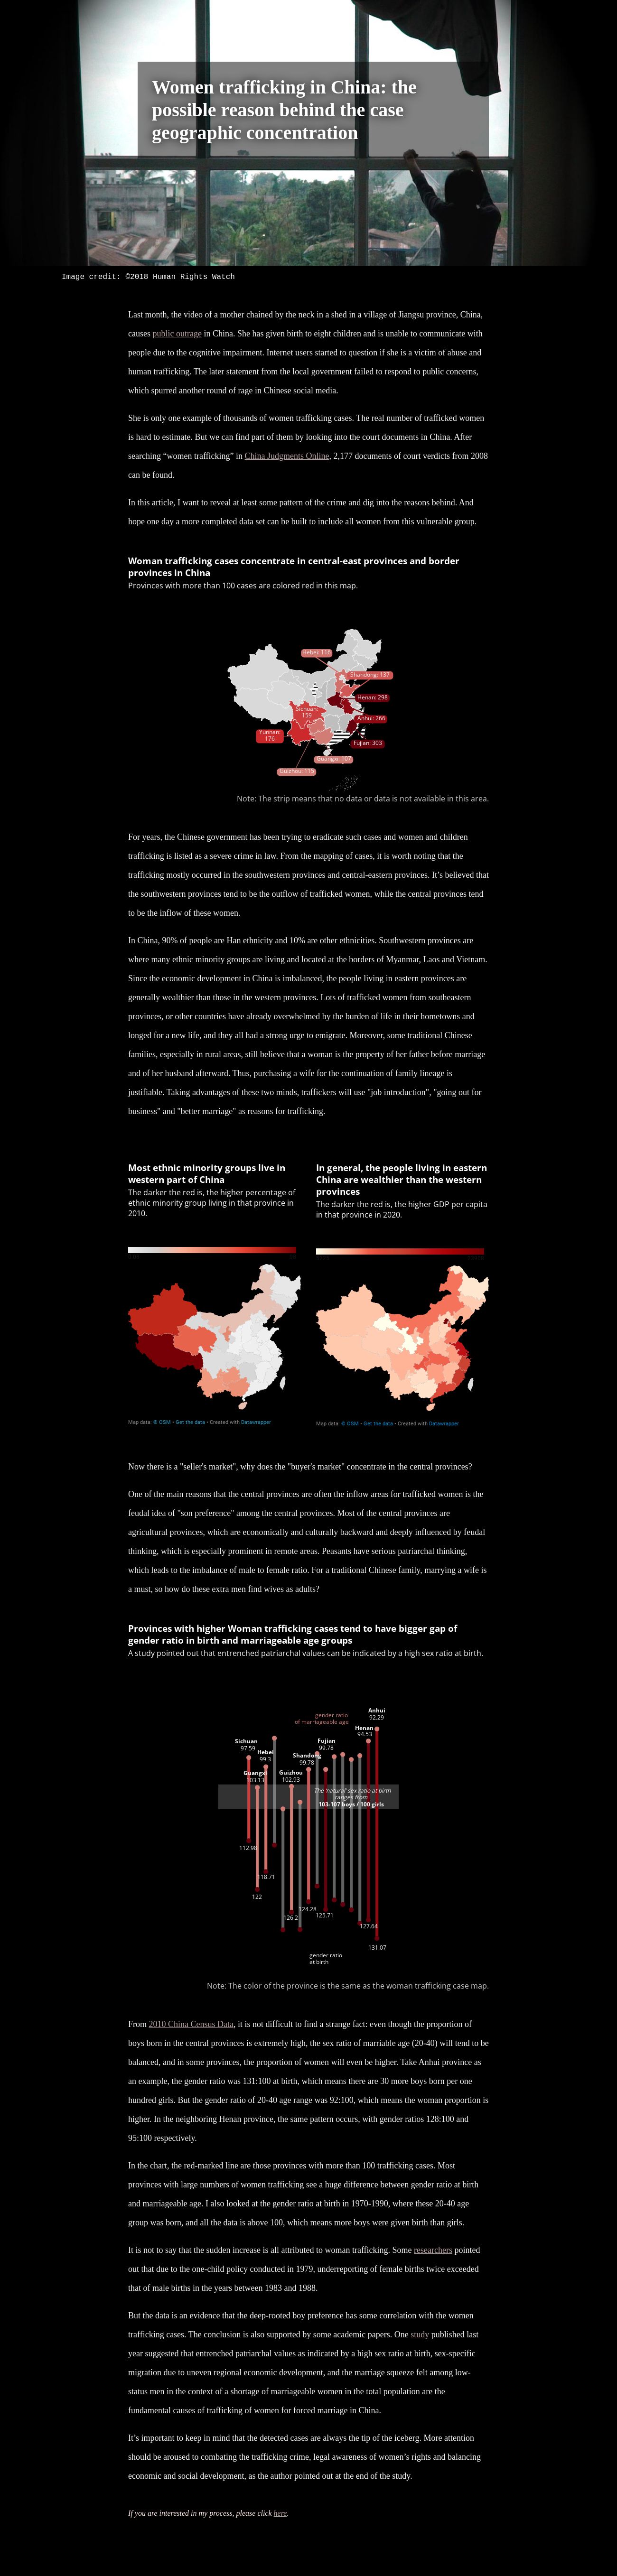 Women trafficking in China: the
possible reason behind the case
geographic concentration
Image credit: ©2018 Human Rights Watch
Last month, the video of a mother chained by the neck in a shed in a village of Jiangsu province, China,
causes public outrage in China. She has given birth to eight children and is unable to communicate with
people due to the cognitive impairment. Internet users started to question if she is a victim of abuse and
human trafficking. The later statement from the local government failed to respond to public concerns,
which spurred another round of rage in Chinese social media.
She is only one example of thousands of women trafficking cases. The real number of trafficked women
is hard to estimate. But we can find part of them by looking into the court documents in China. After
searching “women trafficking” in China Judgments Online, 2,177 documents of court verdicts from 2008
can be found.
In this article, I want to reveal at least some pattern of the crime and dig into the reasons behind. And
hope one day a more completed data set can be built to include all women from this vulnerable group.
Woman trafficking cases concentrate in central-east provinces and border
provinces in China
Provinces with more than 100 cases are colored red in this map.
Hebei: 116
Shandong: 137
Henan: 298
Sichuan:
159
Anhui: 266
Yunnan:
176
Fujian: 303
Guangxi: 101
Guizhou: 115
Note: The strip means that no data or data is not available in this area.
For years, the Chinese government has been trying to eradicate such cases and women and children
trafficking is listed as a severe crime in law. From the mapping of cases, it is worth noting that the
trafficking mostly occurred in the southwestern provinces and central-eastern provinces. It’s believed that
the southwestern provinces tend to be the outflow of trafficked women, while the central provinces tend
to be the inflow of these women.
In China, 90% of people are Han ethnicity and 10% are other ethnicities. Southwestern provinces are
where many ethnic minority groups are living and located at the borders of Myanmar, Laos and Vietnam.
Since the economic development in China is imbalanced, the people living in eastern provinces are
generally wealthier than those in the western provinces. Lots of trafficked women from southeastern
provinces, or other countries have already overwhelmed by the burden of life in their hometowns and
longed for a new life, and they all had a strong urge to emigrate. Moreover, some traditional Chinese
families, especially in rural areas, still believe that a woman is the property of her father before marriage
and of her husband afterward. Thus, purchasing a wife for the continuation of family lineage is
justifiable. Taking advantages of these two minds, traffickers will use "job introduction", "going out for
business" and "better marriage" as reasons for trafficking.
Most ethnic minority groups live in
western part of China
The darker the red is, the higher percentage of
ethnic minority group living in that province in
2010.
Map data: © OSM • Get the data • Created with Datawrapper
In general, the people living in eastern
China are wealthier than the western
provinces
The darker the red is, the higher GDP per capita
in that province in 2020.
Map data: © OSM • Get the data • Created with Datawrapper
Now there is a "seller's market", why does the "buyer's market" concentrate in the central provinces?
One of the main reasons that the central provinces are often the inflow areas for trafficked women is the
feudal idea of "son preference" among the central provinces. Most of the central provinces are
agricultural provinces, which are economically and culturally backward and deeply influenced by feudal
thinking, which is especially prominent in remote areas. Peasants have serious patriarchal thinking,
which leads to the imbalance of male to female ratio. For a traditional Chinese family, marrying a wife is
a must, so how do these extra men find wives as adults?
Provinces with higher Woman trafficking cases tend to have bigger gap of
gender ratio in birth and marriageable age groups
A study pointed out that entrenched patriarchal values can be indicated by a high sex ratio at birth.
gender ratio
of marriageable age
Anhui
92.29
Henan
94.53
Sichuan
97.59
Fujian
99.78
Hebei
99.3
Shandong
99.78
Guangxi
103.13
Guizhou
102.93
The 'natural' sex ratio at birth
ranges from
103-107 boys / 100 girls
112.98
118.71
122
124.28
126.2
125.71
127.64
131.07
gender ratio
at birth
Note: The color of the province is the same as the woman trafficking case map.
From 2010 China Census Data, it is not difficult to find a strange fact: even though the proportion of
boys born in the central provinces is extremely high, the sex ratio of marriable age (20-40) will tend to be
balanced, and in some provinces, the proportion of women will even be higher. Take Anhui province as
an example, the gender ratio was 131:100 at birth, which means there are 30 more boys born per one
hundred girls. But the gender ratio of 20-40 age range was 92:100, which means the woman proportion is
higher. In the neighboring Henan province, the same pattern occurs, with gender ratios 128:100 and
95:100 respectively.
In the chart, the red-marked line are those provinces with more than 100 trafficking cases. Most
provinces with large numbers of women trafficking see a huge difference between gender ratio at birth
and marriageable age. I also looked at the gender ratio at birth in 1970-1990, where these 20-40 age
group was born, and all the data is above 100, which means more boys were given birth than girls.
It is not to say that the sudden increase is all attributed to woman trafficking. Some researchers pointed
out that due to the one-child policy conducted in 1979, underreporting of female births twice exceeded
that of male births in the years between 1983 and 1988.
But the data is an evidence that the deep-rooted boy preference has some correlation with the women
trafficking cases. The conclusion is also supported by some academic papers. One study published last
year suggested that entrenched patriarchal values as indicated by a high sex ratio at birth, sex-specific
migration due to uneven regional economic development, and the marriage squeeze felt among low-
status men in the context of a shortage of marriageable women in the total population are the
fundamental causes of trafficking of women for forced marriage in China.
It’s important to keep in mind that the detected cases are always the tip of the iceberg. More attention
should be aroused to combating the trafficking crime, legal awareness of women’s rights and balancing
economic and social development, as the author pointed out at the end of the study.
If you are interested in my process, please click here.